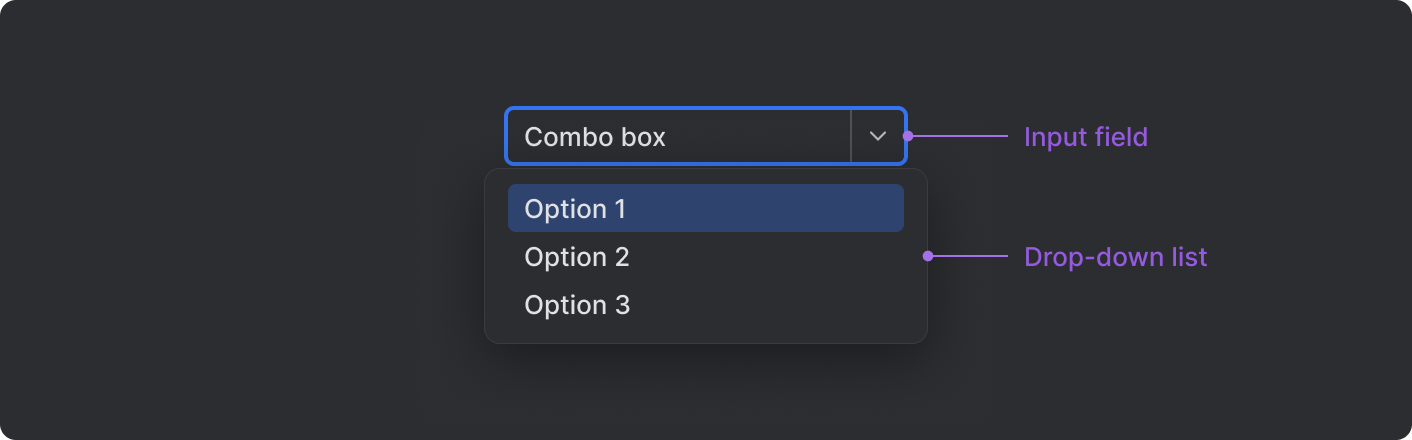 Combo box
Input field
Option 1
Option 2
Drop-down list
Option 3